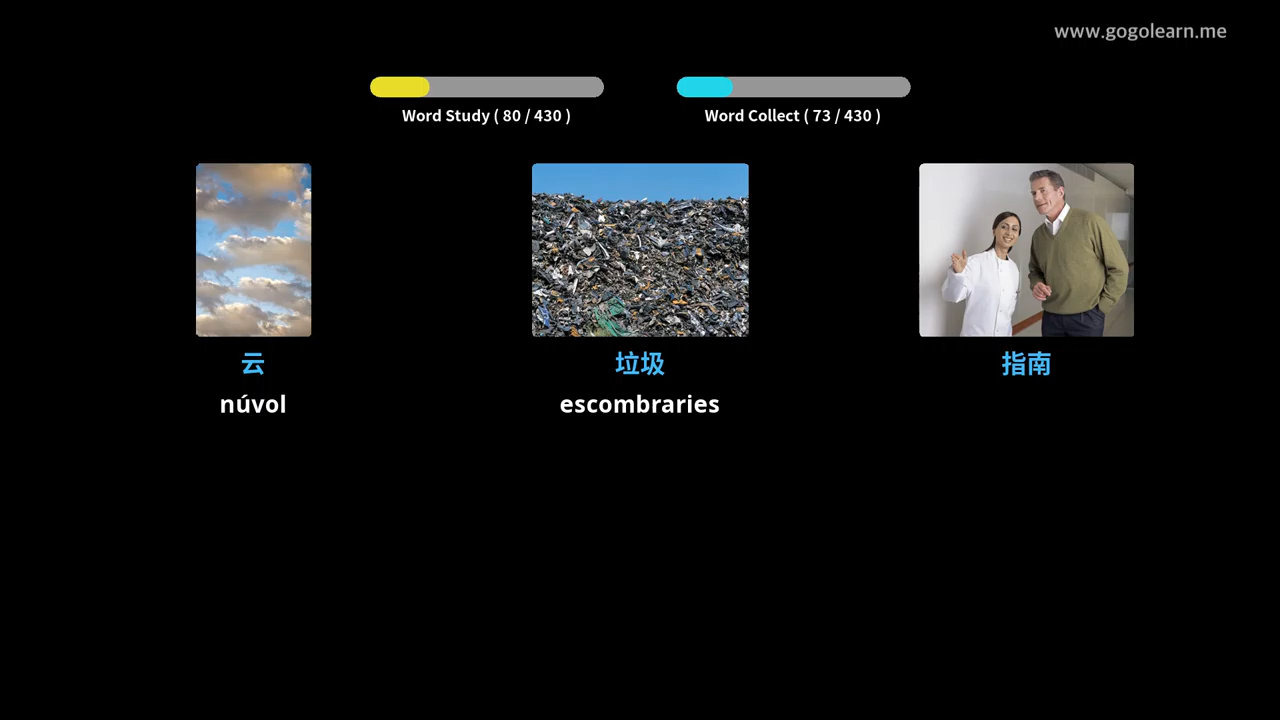 www.gogolearn.me
Word Study ( 80 / 430 )
Word Collect ( 73 / 430 )
云
垃圾
指南
núvol
escombraries